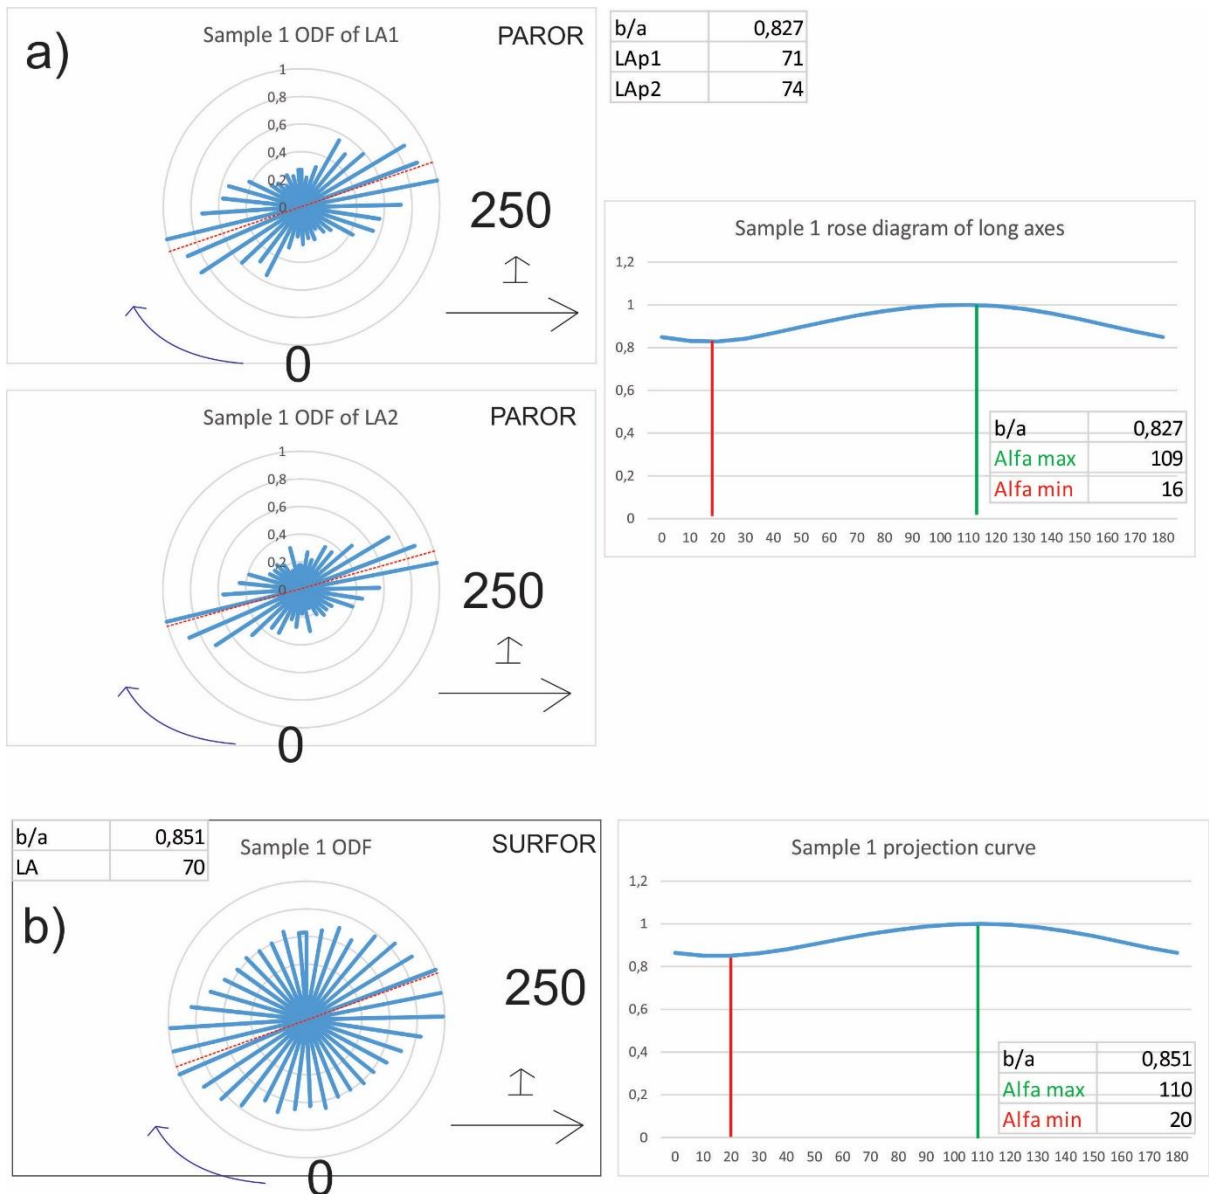 a)
Sample 1 ODF of LA1
PAROR
1
0,8
0,6
0,4
0,2
0
250
0
b/a 0,827
LAp1 71
LAp2 74
Sample 1 rose diagram of long axes
1,2
1
0,8
0,6
0,4
0,2
0
0 10 20 30 40 50 60 70 80 90 100 110 120 130 140 150 160 170 180
b/a 0,827
Alfa max 109
Alfa min 16
Sample 1 ODF of LA2
PAROR
1
0,8
0,6
0,4
0,2
0
250
0
b/a 0,851
LA 70
Sample 1 ODF
SURFOR
b)
250
0
Sample 1 projection curve
1,2
1
0,8
0,6
0,4
0,2
0
0 10 20 30 40 50 60 70 80 90 100 110 120 130 140 150 160 170 180
b/a 0,851
Alfa max 110
Alfa min 20